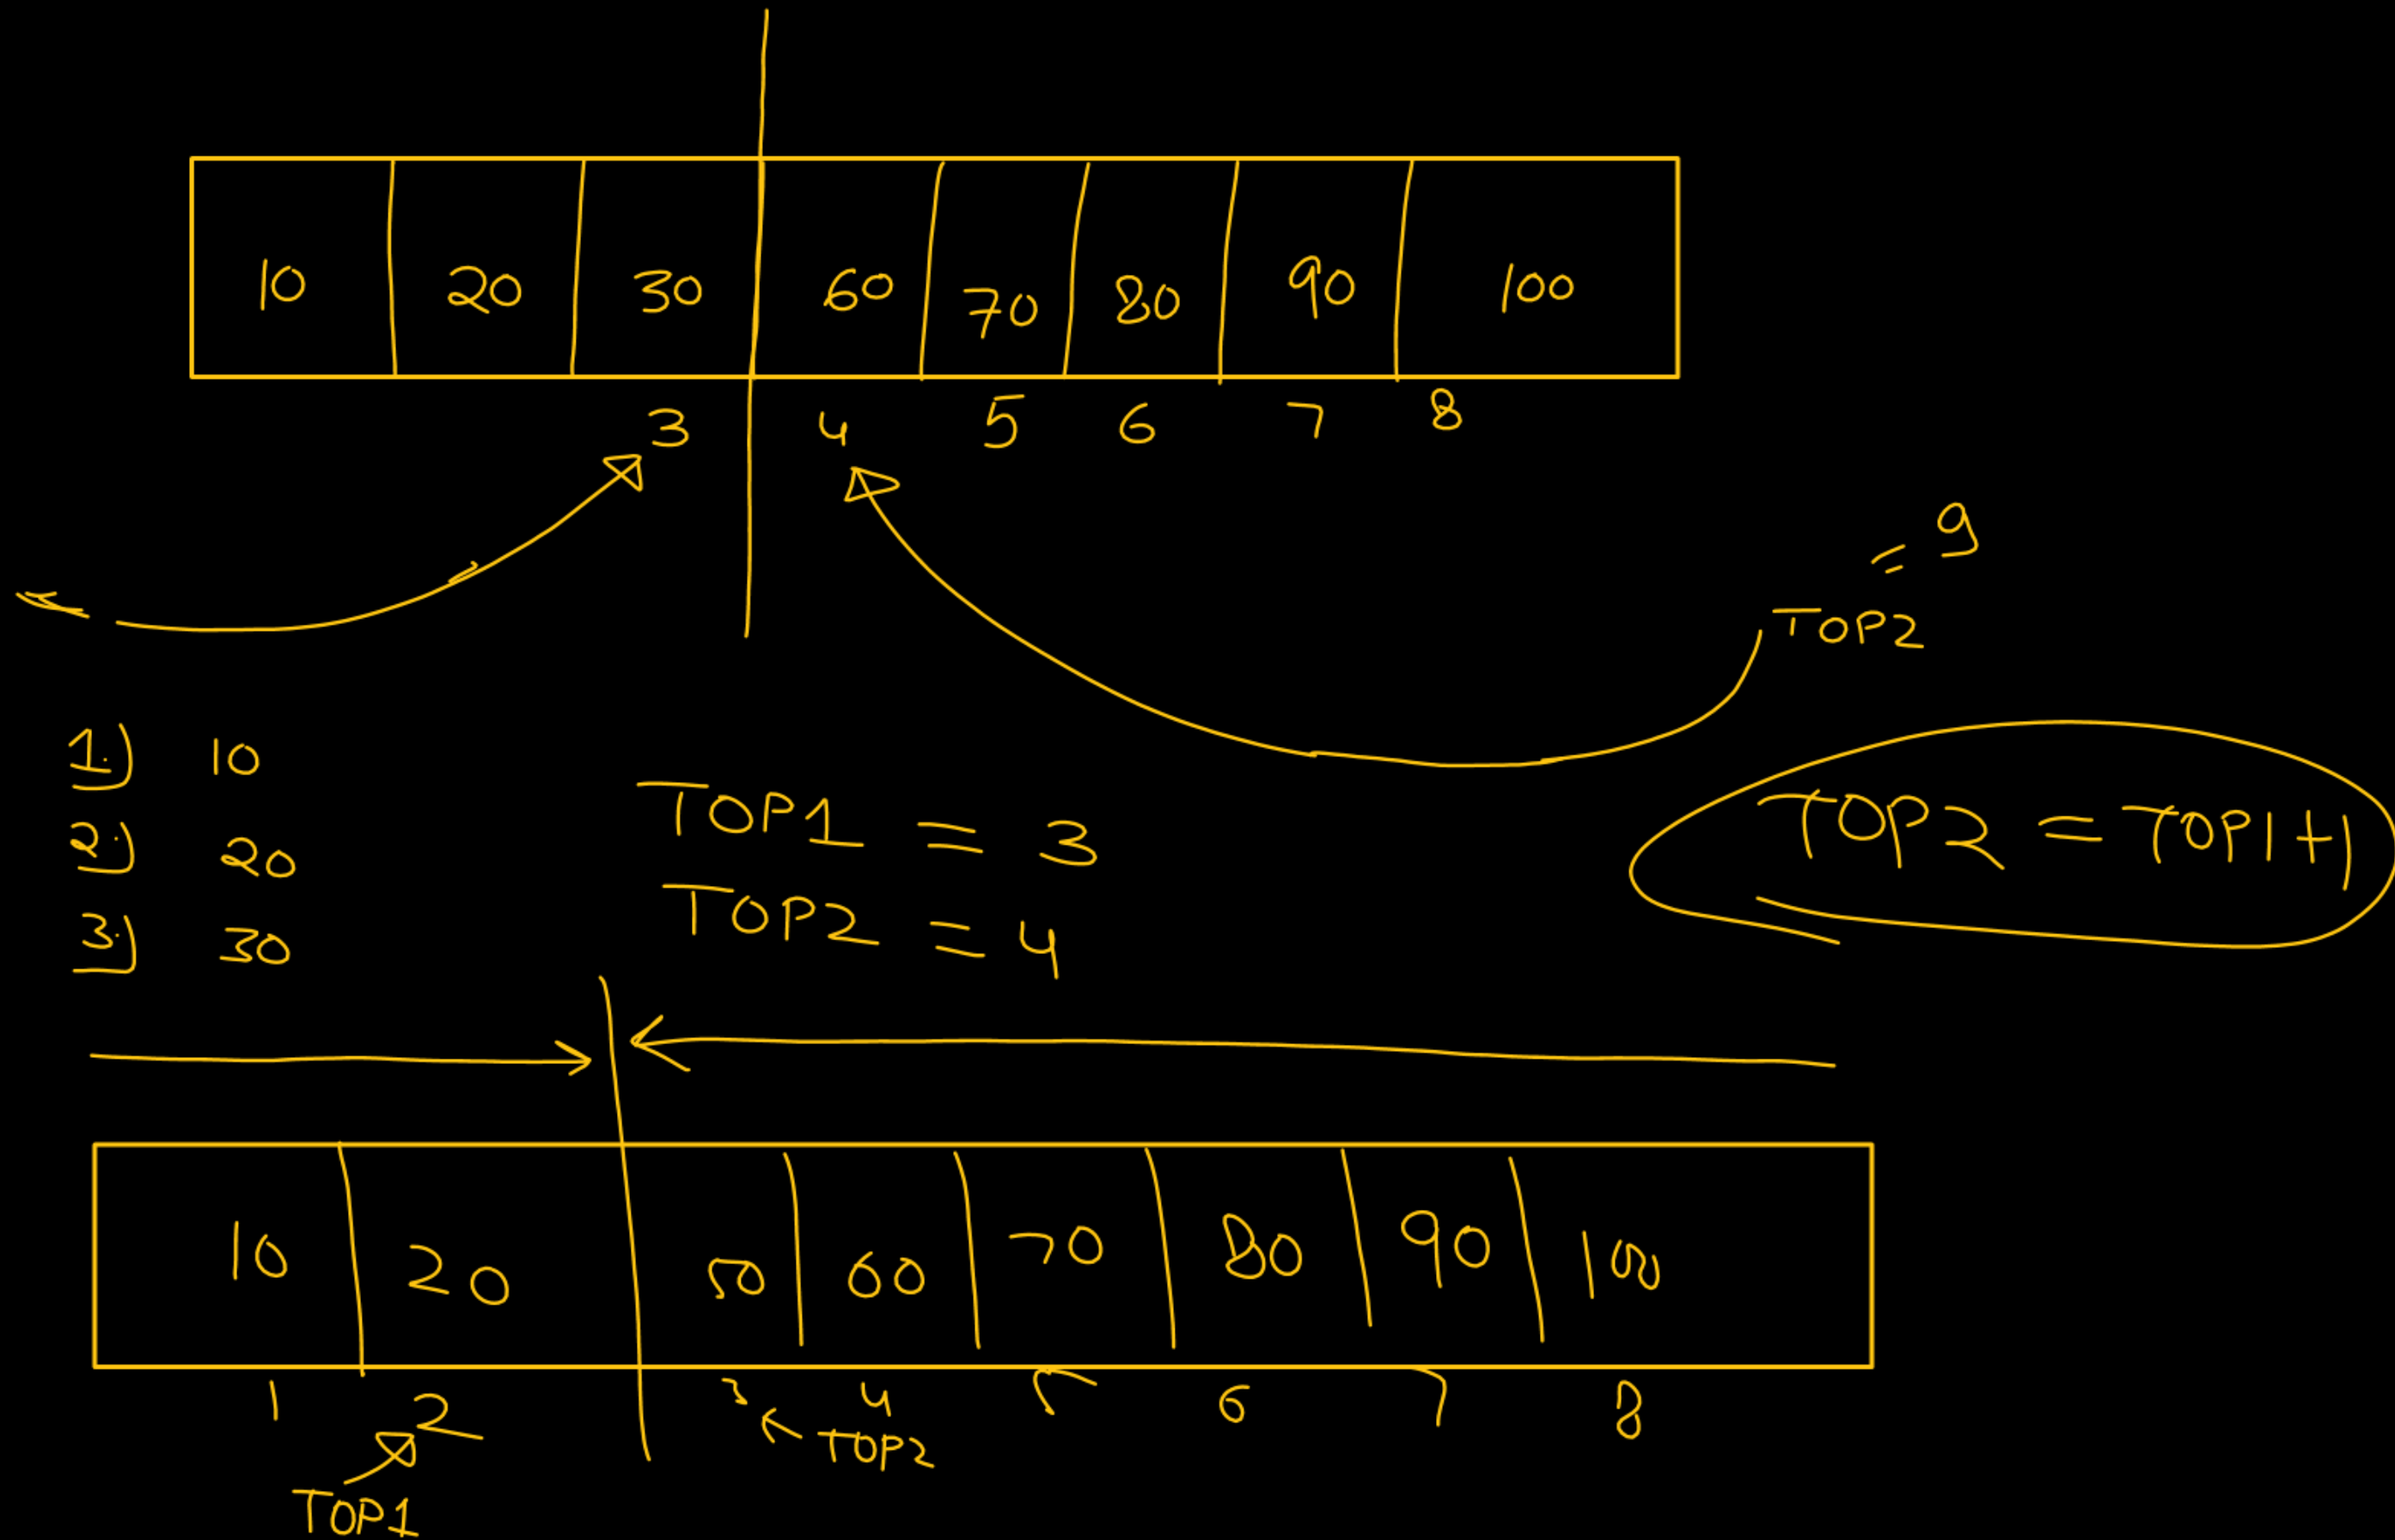 10 20 30 60 70 80 90 100
3 4 5 6 7 8
= 9
TOP2
1.) 10
2.) 20
3.) 30
TOP1 = 3
TOP2 = 4
TOP2 = TOP1+1
10 20 50 60 70 80 90 100
1 2 3 4 5 6 7 8
TOP2
TOP1